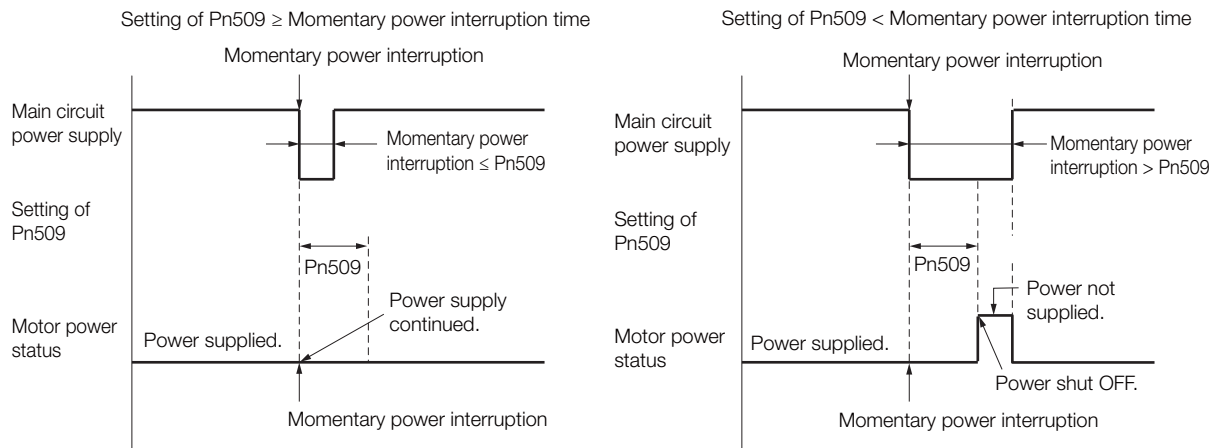 Setting of Pn509 ≥ Momentary power interruption time
Momentary power interruption
Main circuit
power supply
Momentary power
interruption ≤ Pn509
Setting of
Pn509
Pn509
Power supply
continued.
Motor power
status
Power supplied.
Momentary power interruption
Setting of Pn509 < Momentary power interruption time
Momentary power interruption
Main circuit
power supply
Momentary power
interruption > Pn509
Setting of
Pn509
Pn509
Power not
supplied.
Motor power
status
Power supplied.
Power shut OFF.
Momentary power interruption